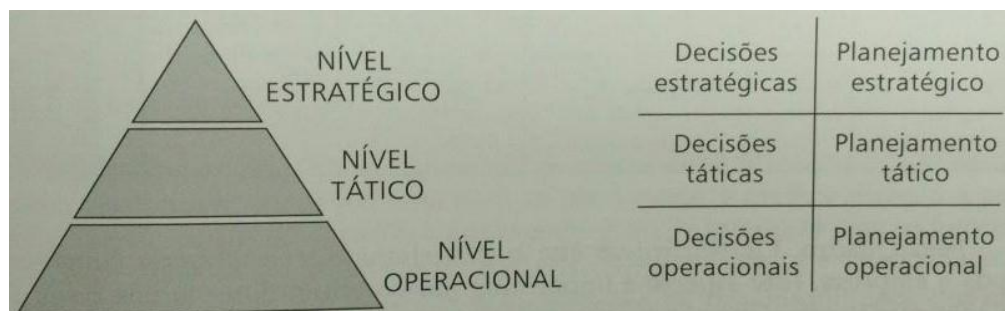 NÍVEL
ESTRATÉGICO
Decisões
estratégicas
Planejamento
estratégico
NÍVEL
TÁTICO
Decisões
táticas
Planejamento
tático
NÍVEL
OPERACIONAL
Decisões
operacionais
Planejamento
operacional